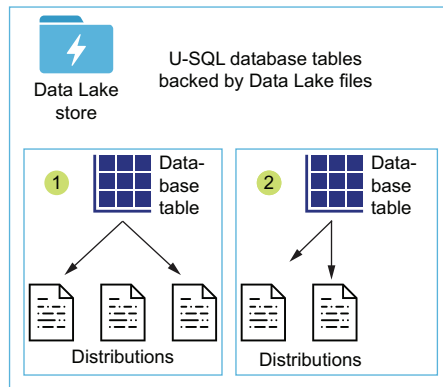 Data Lake
store
U-SQL database tables
backed by Data Lake files
1
Data-
base
table
Distributions
2
Data-
base
table
Distributions